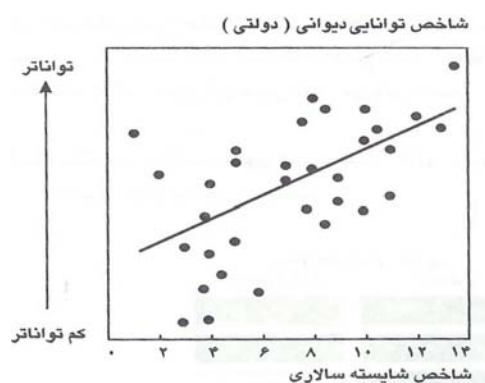 شاخص توانایی دیوانی (دولتی)
تواناتر
کم تواناتر
۰ ۲ ۴ ۶ ۸ ۱۰ ۱۲ ۱۴
شاخص شایسته سالاری